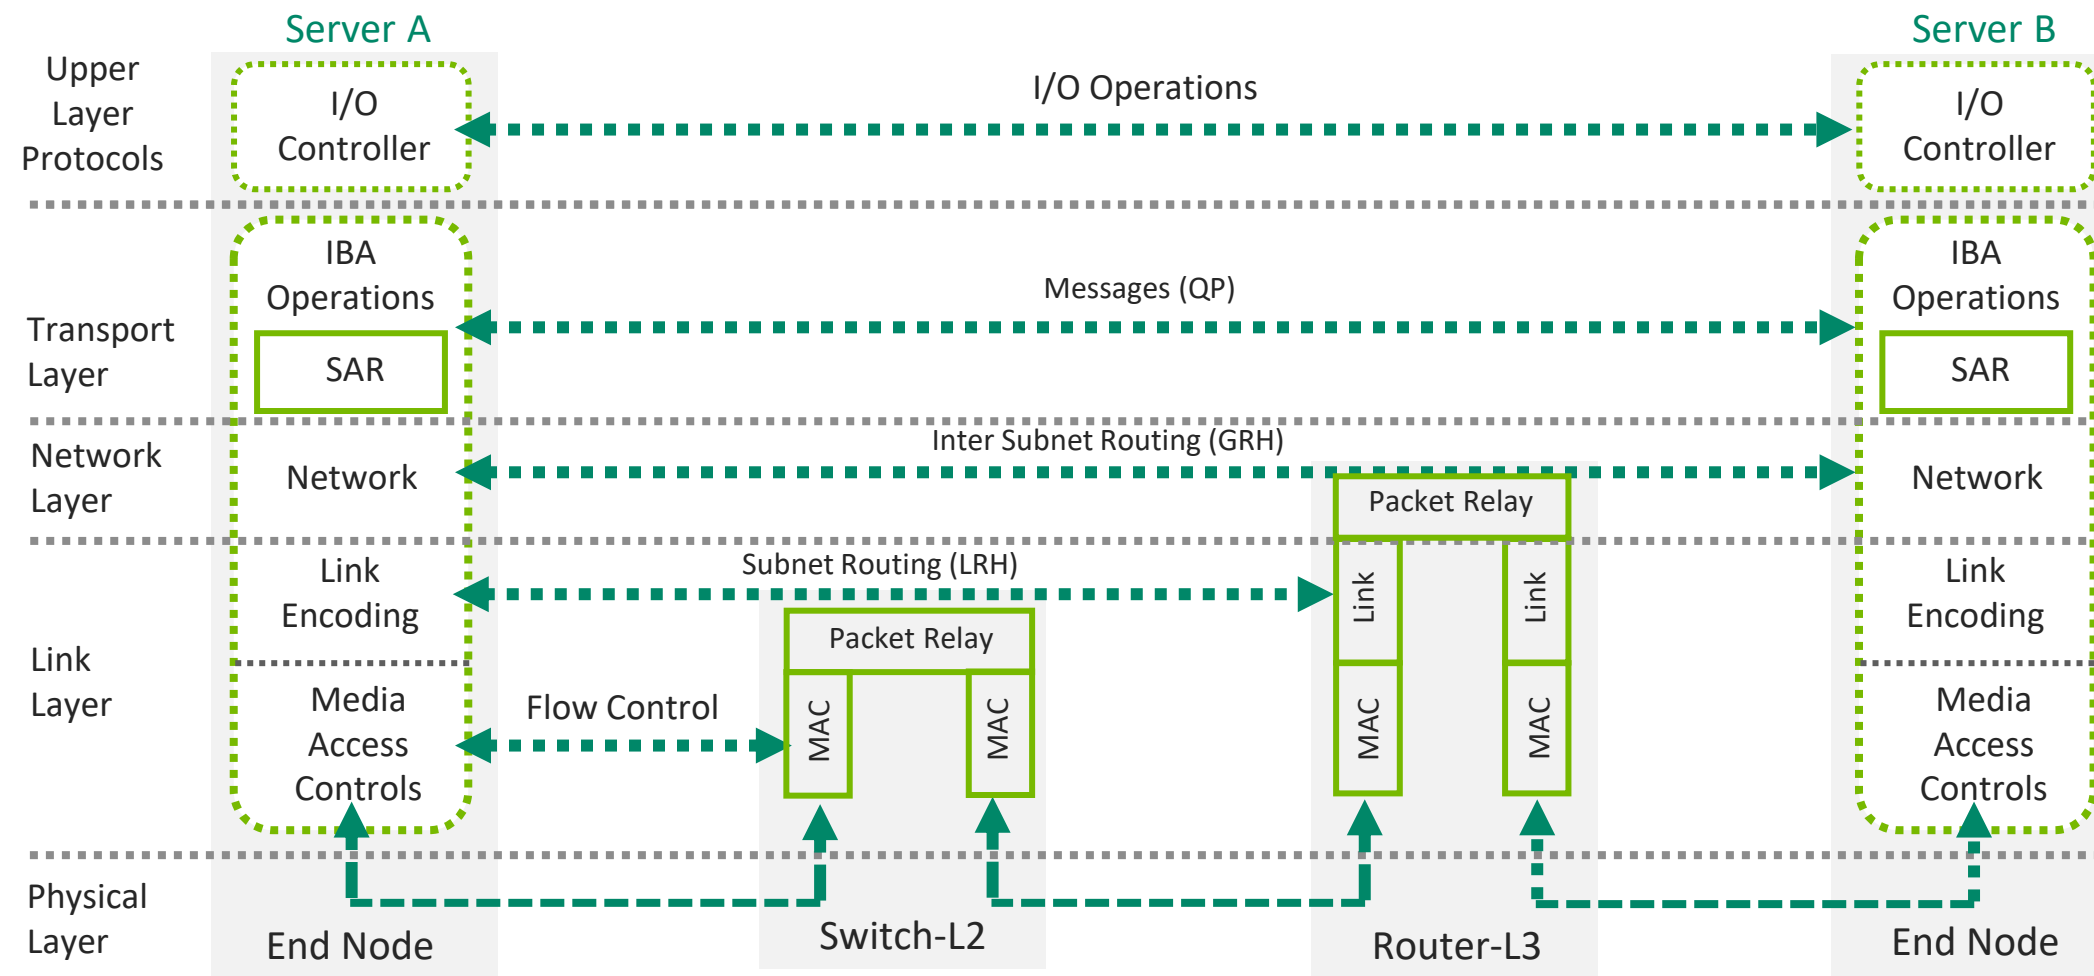 Server A
Server B
Upper
Layer
Protocols
I/O
Controller
I/O Operations
I/O
Controller
Transport
Layer
IBA
Operations
SAR
Messages (QP)
IBA
Operations
SAR
Network
Layer
Network
Inter Subnet Routing (GRH)
Packet Relay
Network
Link
Layer
Link
Encoding
Subnet Routing (LRH)
Packet Relay
Link
Link
Link
Encoding
Media
Access
Controls
Flow Control
MAC
MAC
MAC
MAC
Media
Access
Controls
Physical
Layer
End Node
Switch-L2
Router-L3
End Node